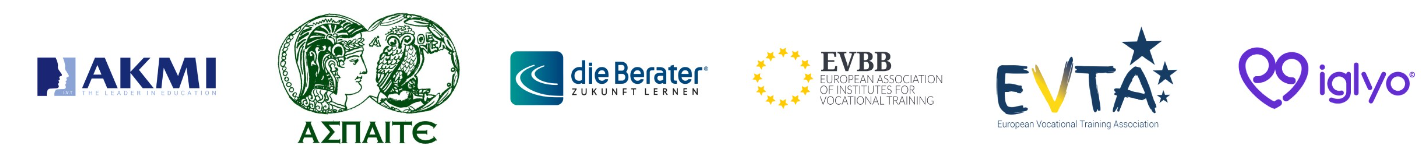 AKMI
INT
THE LEADER IN EDUCATION
ΑΣΠΑΙΤΕ
die Berater®
ZUKUNFT LERNEN
EVBB
EUROPEAN ASSOCIATION
OF INSTITUTES FOR
VOCATIONAL TRAINING
EVTA
European Vocational Training Association
iglyo®